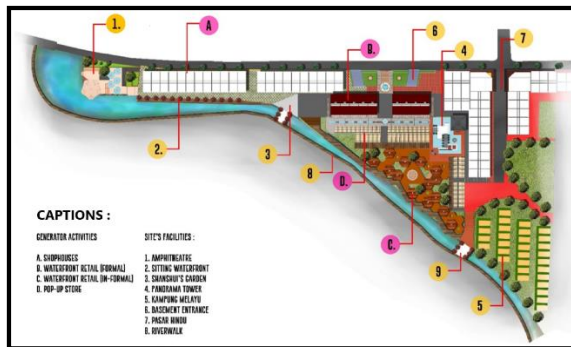 1.
A
6
7
3
B.
4
2.
3
8
D.
C.
9
5
CAPTIONS :
GENERATOR ACTIVITIES
A. SHOPHOUSES
B. WATERFRONT RETAIL (FORMAL)
C. WATERFRONT RETAIL (IN-FORMAL)
D. POP-UP STORE
SITE'S FACILITIES :
1. AMPHITEATRE
2. SITTING WATERFRONT
3. SHANSHUI'S GARDEN
4. PANORAMA TOWER
5. KAMPUNG MELAYU
6. BASEMENT ENTRANCE
7. PASAR HINDU
8. RIVERWALK